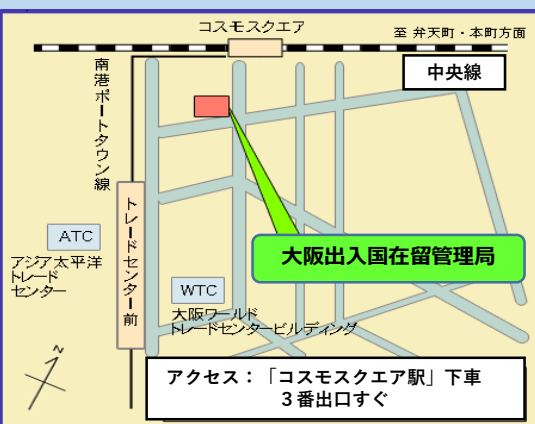 コスモスクエア
至 弁天町・本町方面
中央線
南港ポートタウン線
トレードセンター前
ATC
アジア太平洋
トレード
センター
大阪出入国在留管理局
WTC
大阪ワールド
トレードセンタービルディング
N
アクセス：「コスモスクエア駅」下車
３番出口すぐ